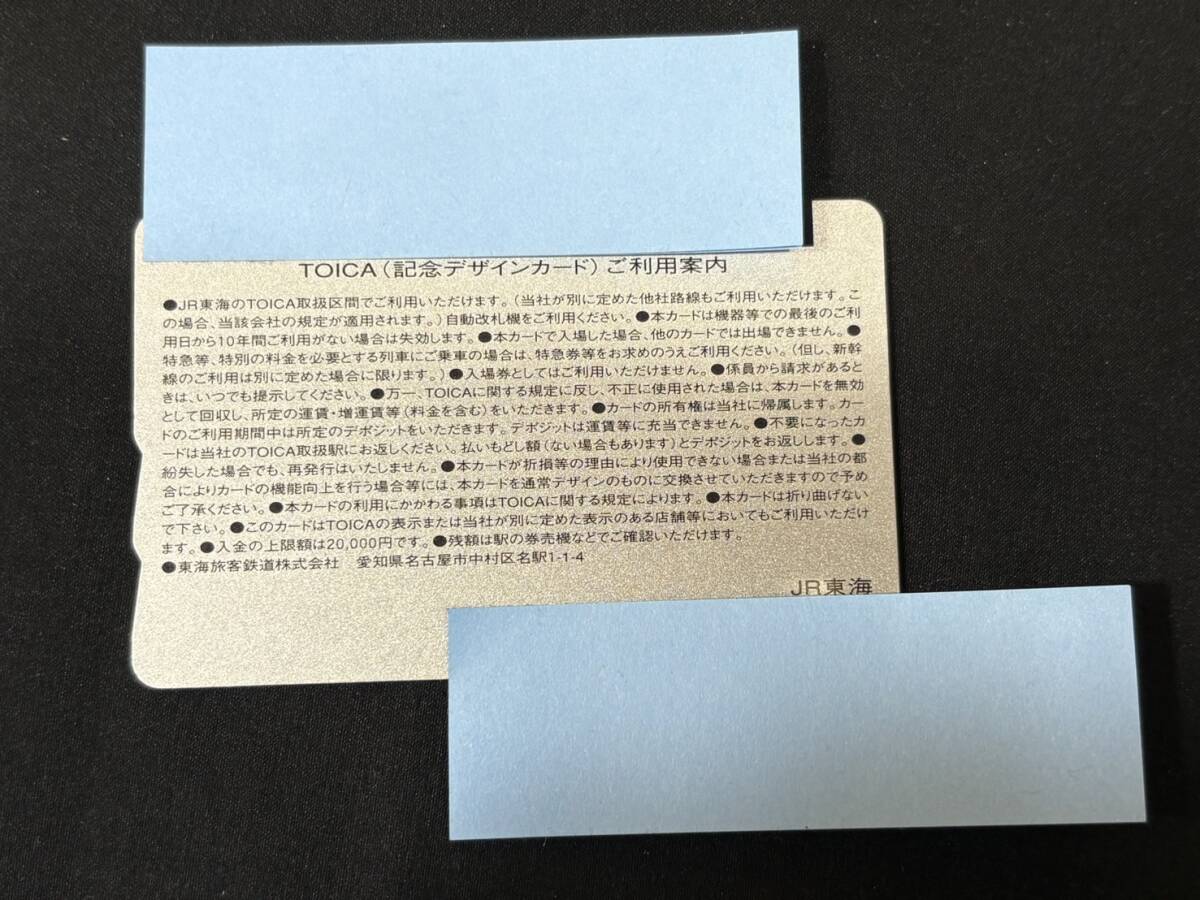 TOICA（記念デザインカード）ご利用案内
●JR東海のTOICA取扱区間でご利用いただけます。（当社が別に定めた他社路線もご利用いただけます。こ
の場合、当該会社の規定が適用されます。）自動改札機をご利用ください。●本カードは機器等での最後のご利
用日から10年間ご利用がない場合は失効します。●本カードで入場した場合、他のカードでは出場できません。●
特急等、特別の料金を必要とする列車にご乗車の場合は、特急券等をお求めのうえご利用ください。（但し、新幹
線のご利用は別に定めた場合に限ります。）●入場券としてはご利用いただけません。●係員から請求があると
きは、いつでも提示してください。●万一、TOICAに関する規定に反し、不正に使用された場合は、本カードを無効
として回収し、所定の運賃・増運賃等（料金を含む）をいただきます。●カードの所有権は当社に帰属します。カー
ドのご利用期間中は所定のデポジットをいただきます。デポジットは運賃等に充当できません。●不要になったカ
ードは当社のTOICA取扱駅にお返しください。払いもどし額（ない場合もあります）とデポジットをお返しします。●
紛失した場合でも、再発行はいたしません。●本カードが折損等の理由により使用できない場合または当社の都
合によりカードの機能向上を行う場合等には、本カードを通常デザインのものに交換させていただきますので予め
ご了承ください。●本カードの利用にかかわる事項はTOICAに関する規定によります。●本カードは折り曲げない
で下さい。●このカードはTOICAの表示または当社が別に定めた表示のある店舗等においてもご利用いただけ
ます。●入金の上限額は20,000円です。●残額は駅の券売機などでご確認いただけます。
●東海旅客鉄道株式会社　愛知県名古屋市中村区名駅1-1-4
JR東海